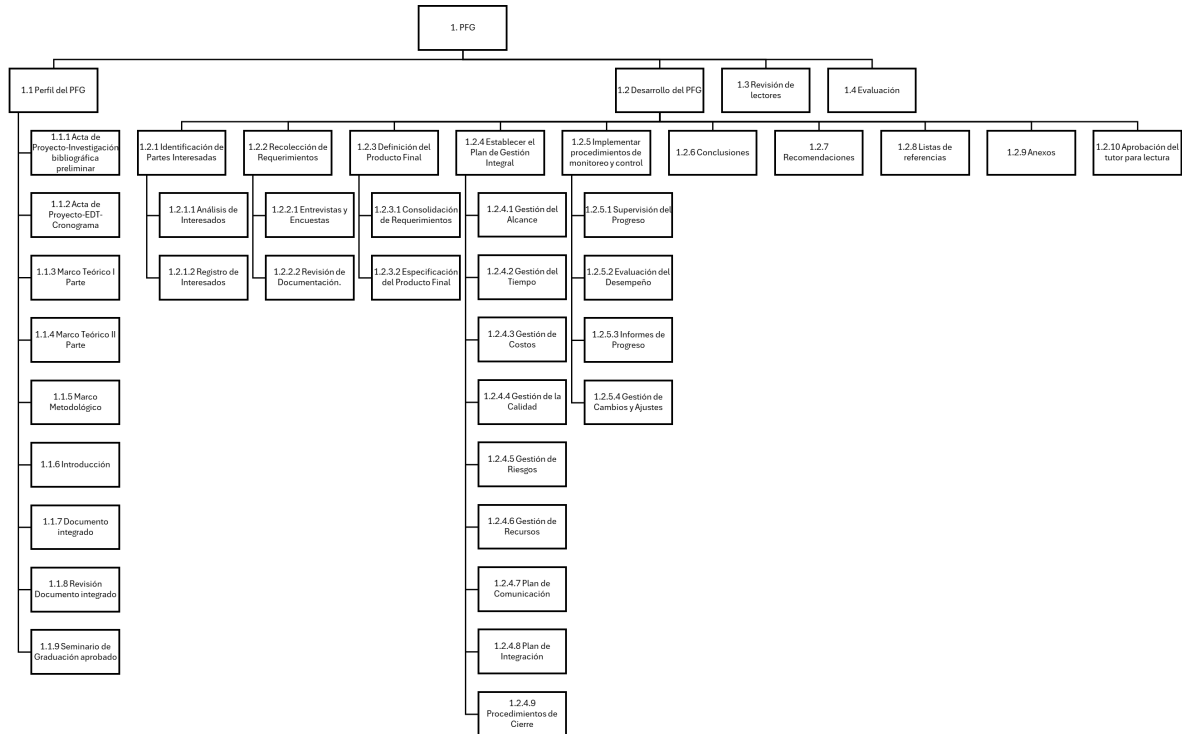 1. PFG
1.1 Perfil del PFG
1.2 Desarrollo del PFG
1.3 Revisión de
lectores
1.4 Evaluación
1.1.1 Acta de
Proyecto-Investigación
bibliográfica
preliminar
1.1.2 Acta de
Proyecto-EDT-
Cronograma
1.1.3 Marco Teórico I
Parte
1.1.4 Marco Teórico II
Parte
1.1.5 Marco
Metodológico
1.1.6 Introducción
1.1.7 Documento
integrado
1.1.8 Revisión
Documento integrado
1.1.9 Seminario de
Graduación aprobado
1.2.1 Identificación de
Partes Interesadas
1.2.1.1 Análisis de
Interesados
1.2.1.2 Registro de
Interesados
1.2.2 Recolección de
Requerimientos
1.2.2.1 Entrevistas y
Encuestas
1.2.2.2 Revisión de
Documentación.
1.2.3 Definición del
Producto Final
1.2.3.1 Consolidación
de Requerimientos
1.2.3.2 Especificación
del Producto Final
1.2.4 Establecer el
Plan de Gestión
Integral
1.2.4.1 Gestión del
Alcance
1.2.4.2 Gestión del
Tiempo
1.2.4.3 Gestión de
Costos
1.2.4.4 Gestión de la
Calidad
1.2.4.5 Gestión de
Riesgos
1.2.4.6 Gestión de
Recursos
1.2.4.7 Plan de
Comunicación
1.2.4.8 Plan de
Integración
1.2.4.9
Procedimientos de
Cierre
1.2.5 Implementar
procedimientos de
monitoreo y control
1.2.5.1 Supervisión del
Progreso
1.2.5.2 Evaluación del
Desempeño
1.2.5.3 Informes de
Progreso
1.2.5.4 Gestión de
Cambios y Ajustes
1.2.6 Conclusiones
1.2.7
Recomendaciones
1.2.8 Listas de
referencias
1.2.9 Anexos
1.2.10 Aprobación del
tutor para lectura